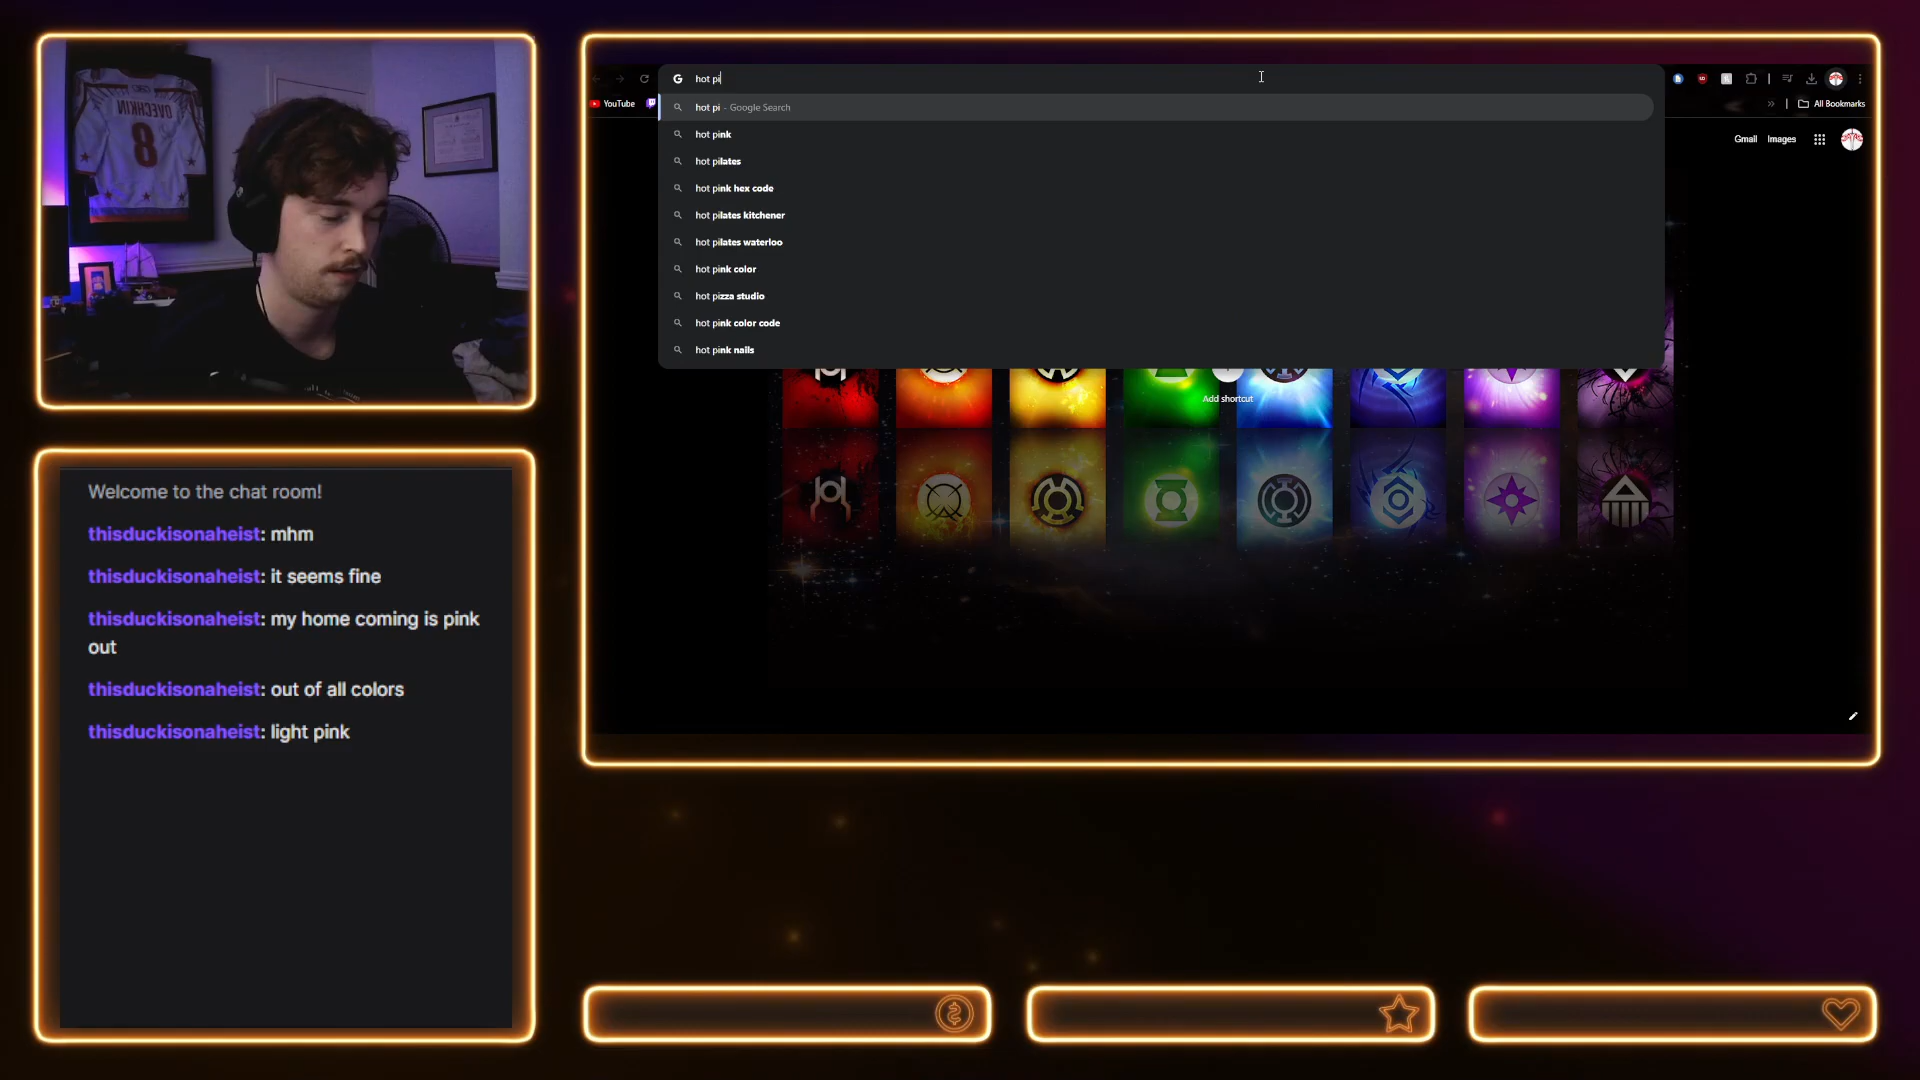 OVECHKIN
8
hot pi
hot pi - Google Search
hot pink
hot pilates
hot pink hex code
hot pilates kitchener
hot pilates waterloo
hot pink color
hot pizza studio
hot pink color code
hot pink nails
YouTube
All Bookmarks
Gmail
Images
Add shortcut
Welcome to the chat room!
thisduckisonaheist: mhm
thisduckisonaheist: it seems fine
thisduckisonaheist: my home coming is pink
out
thisduckisonaheist: out of all colors
thisduckisonaheist: light pink